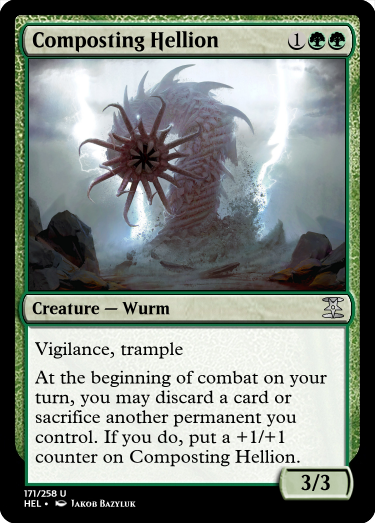 Composting Hellion 1
Creature — Wurm
Vigilance, trample
At the beginning of combat on your
turn, you may discard a card or
sacrifice another permanent you
control. If you do, put a +1/+1
counter on Composting Hellion.
3/3
171/258 U
HEL • Jakob Bazyluk